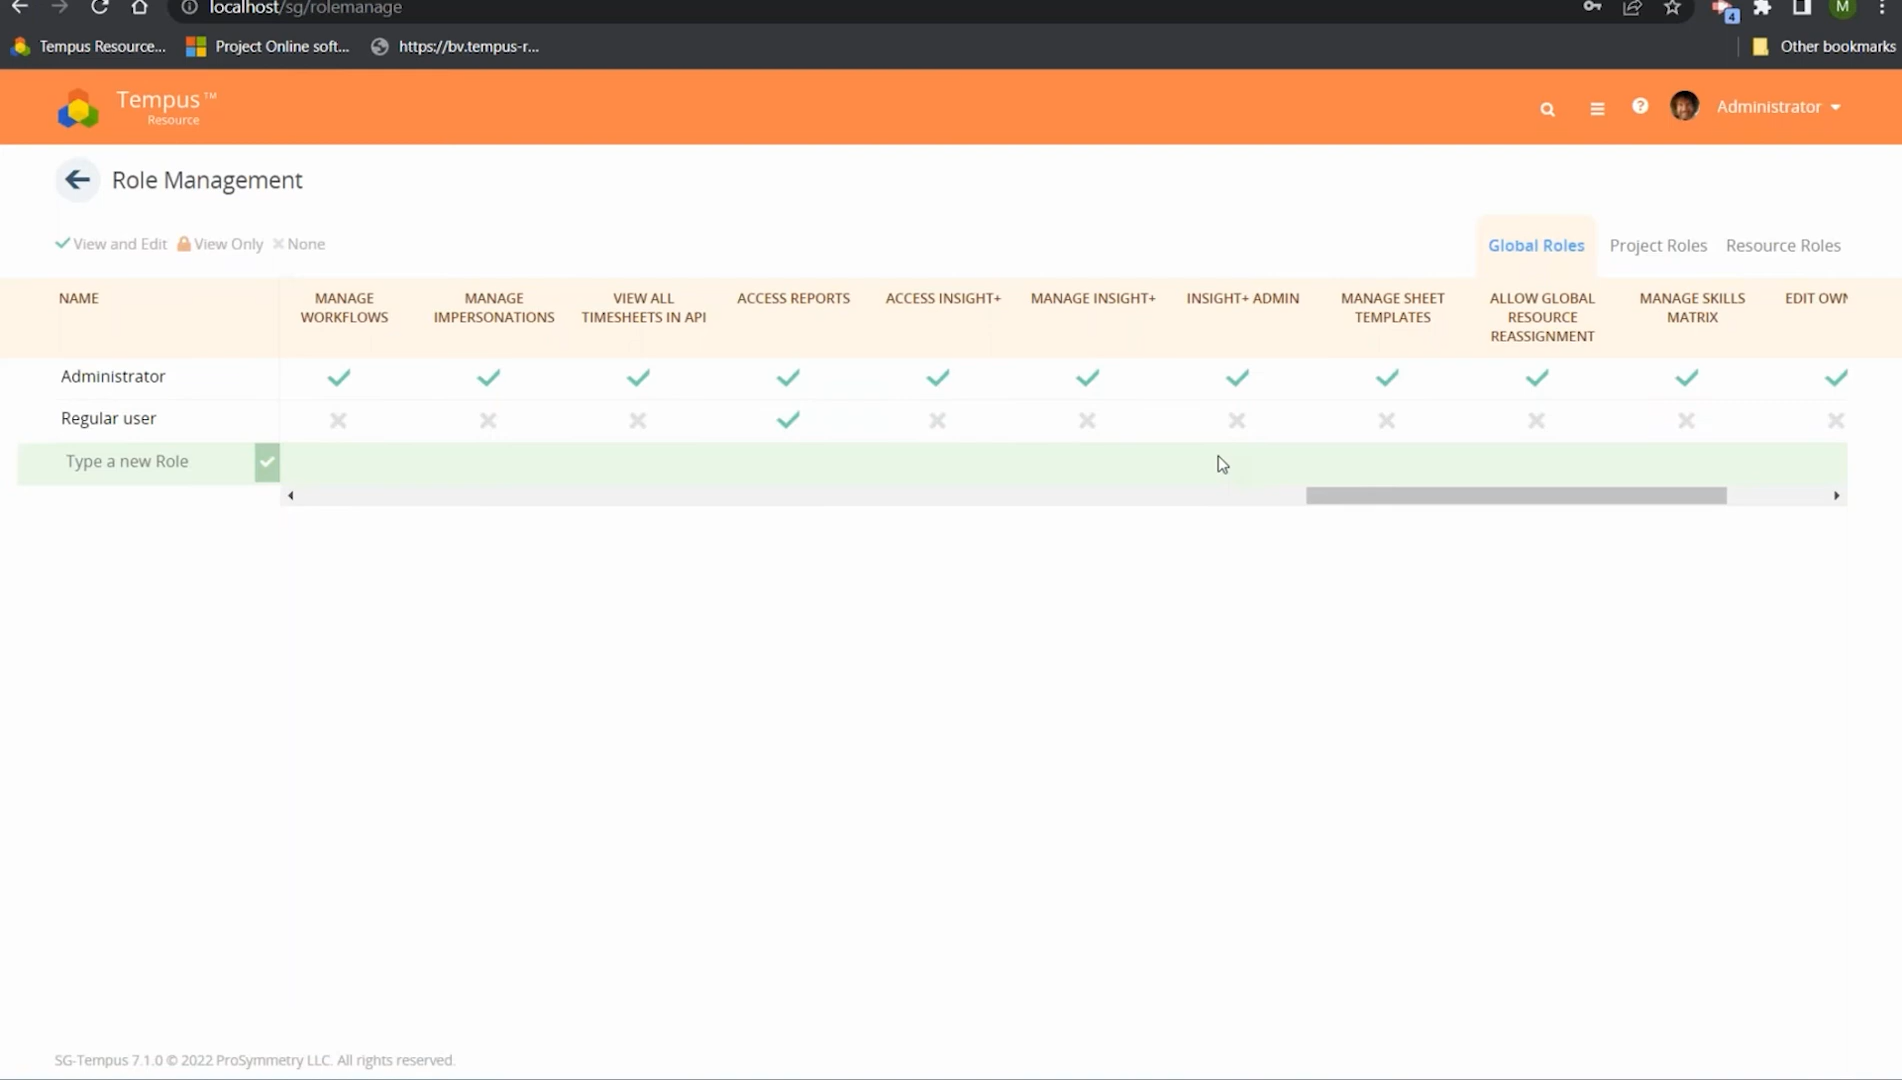 localhost/sg/rolemanage
4
M
Tempus Resource...
Project Online soft...
https://bv.tempus-r...
Other bookmarks
Tempus™
Resource
?
Administrator
Role Management
View and Edit
View Only
None
Global Roles
Project Roles
Resource Roles
NAME
MANAGE
WORKFLOWS
MANAGE
IMPERSONATIONS
VIEW ALL
TIMESHEETS IN API
ACCESS REPORTS
ACCESS INSIGHT+
MANAGE INSIGHT+
INSIGHT+ ADMIN
MANAGE SHEET
TEMPLATES
ALLOW GLOBAL
RESOURCE
REASSIGNMENT
MANAGE SKILLS
MATRIX
EDIT OWN
Administrator
Regular user
Type a new Role
SG-Tempus 7.1.0 © 2022 ProSymmetry LLC. All rights reserved.